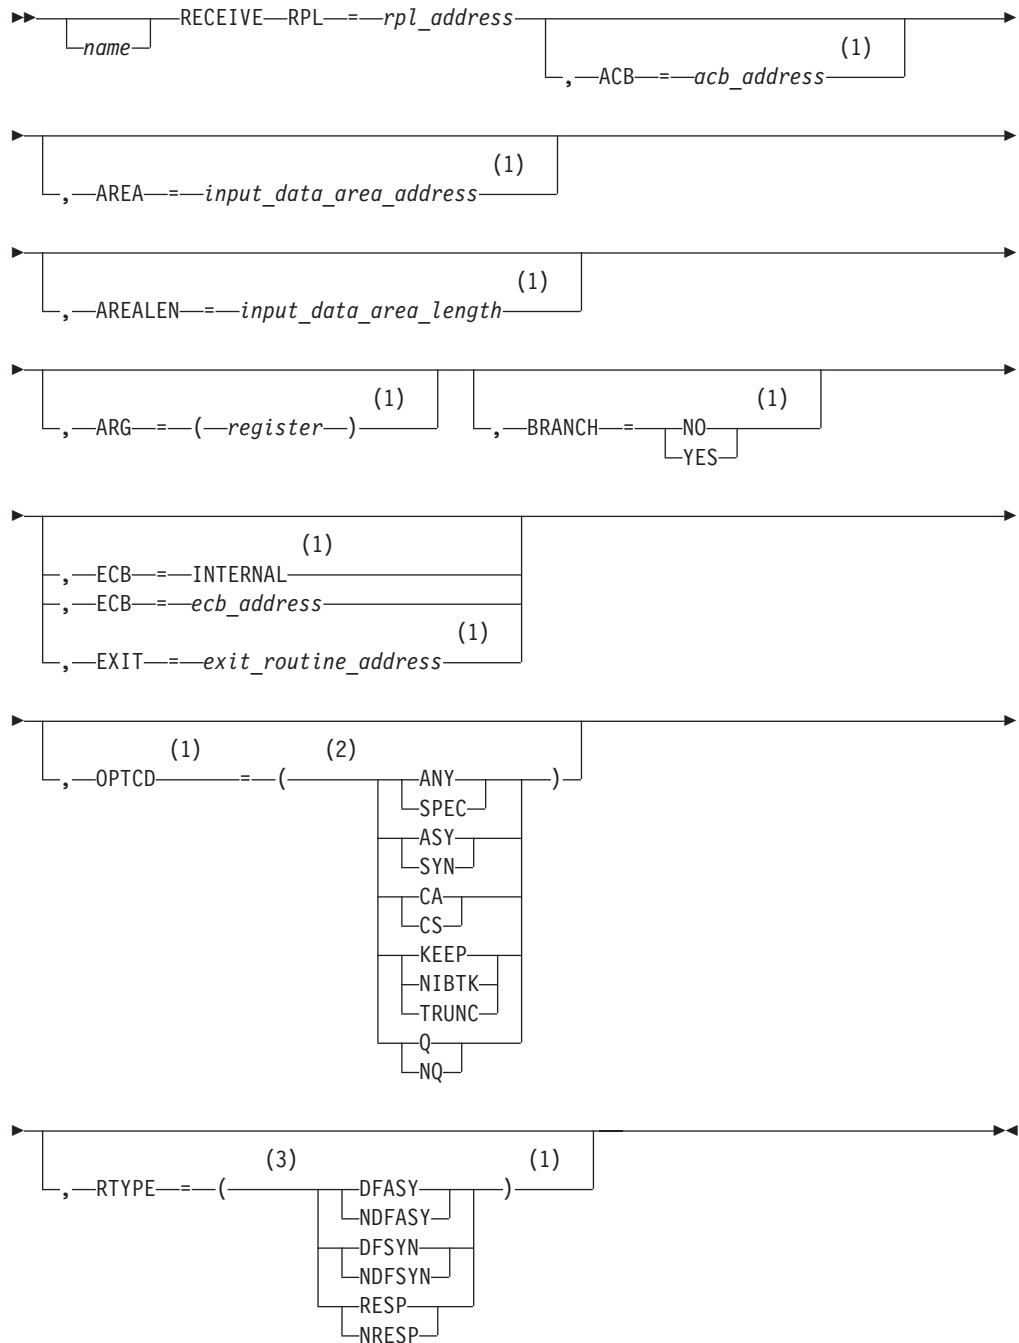 RECEIVE RPL = rpl_address
name
(1)
, ACB = acb_address
(1)
, AREA = input_data_area_address
(1)
, AREALEN = input_data_area_length
(1) (1)
, ARG = ( register ) , BRANCH = NO
YES
(1)
, ECB = INTERNAL
, ECB = ecb_address
(1)
, EXIT = exit_routine_address
(1) (2)
, OPTCD = ( ANY )
SPEC
ASY
SYN
CA
CS
KEEP
NIBTK
TRUNC
Q
NQ
(3) (1)
, RTYPE = ( DFASY )
NDFASY
DFSYN
NDFSYN
RESP
NRESP